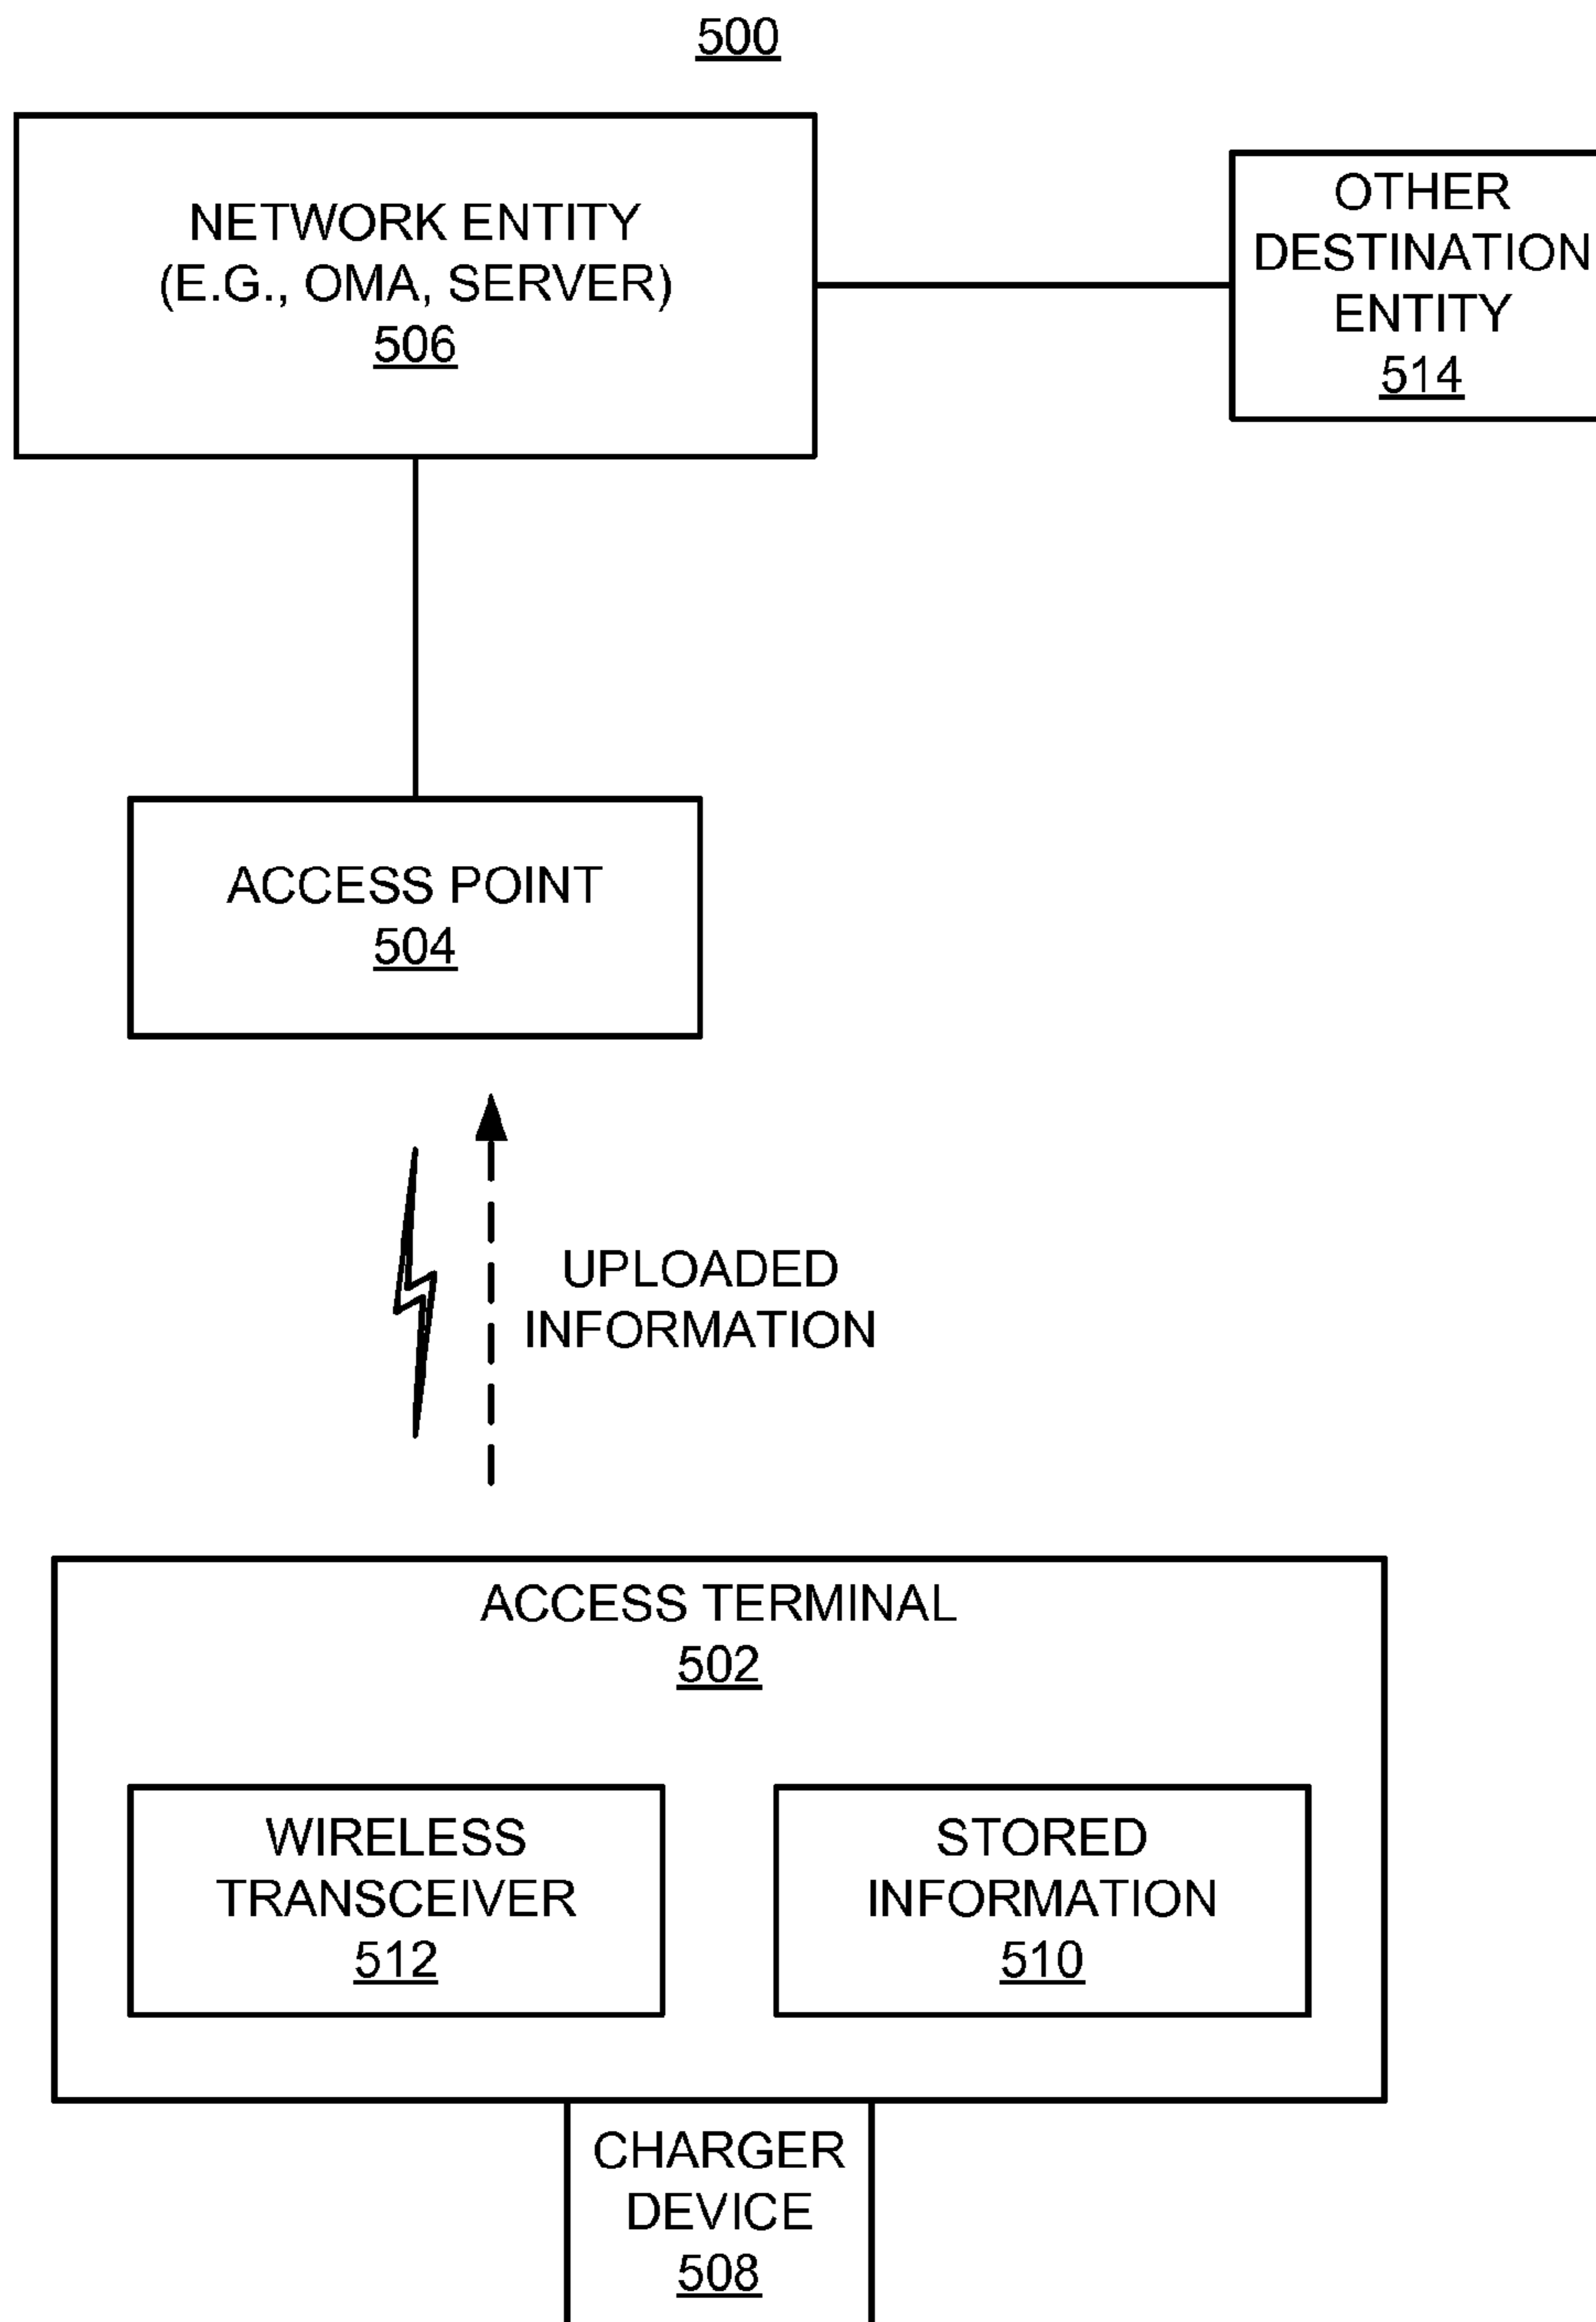 500
NETWORK ENTITY
(E.G., OMA, SERVER)
506
OTHER
DESTINATION
ENTITY
514
ACCESS POINT
504
UPLOADED
INFORMATION
ACCESS TERMINAL
502
WIRELESS
TRANSCEIVER
512
STORED
INFORMATION
510
CHARGER
DEVICE
508